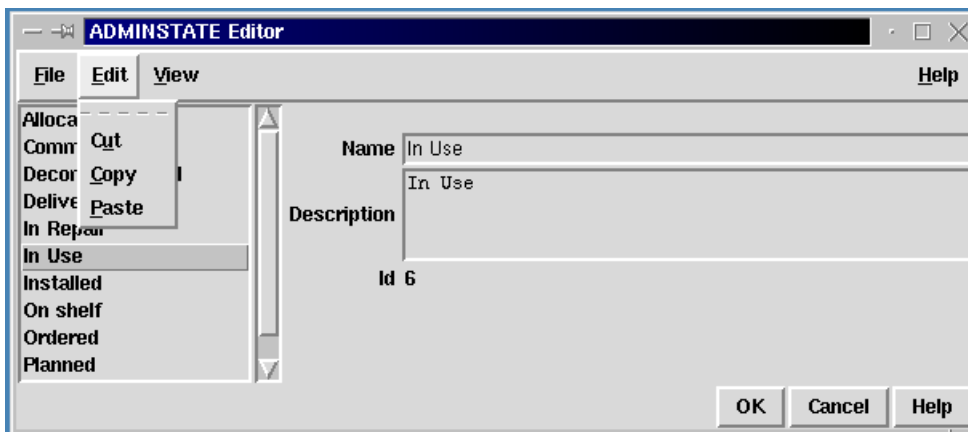 ADMINSTATE Editor
File Edit View Help
Cut
Copy
Paste
In Use
Installed
On shelf
Ordered
Planned
Name In Use
Description In Use
Id 6
OK Cancel Help